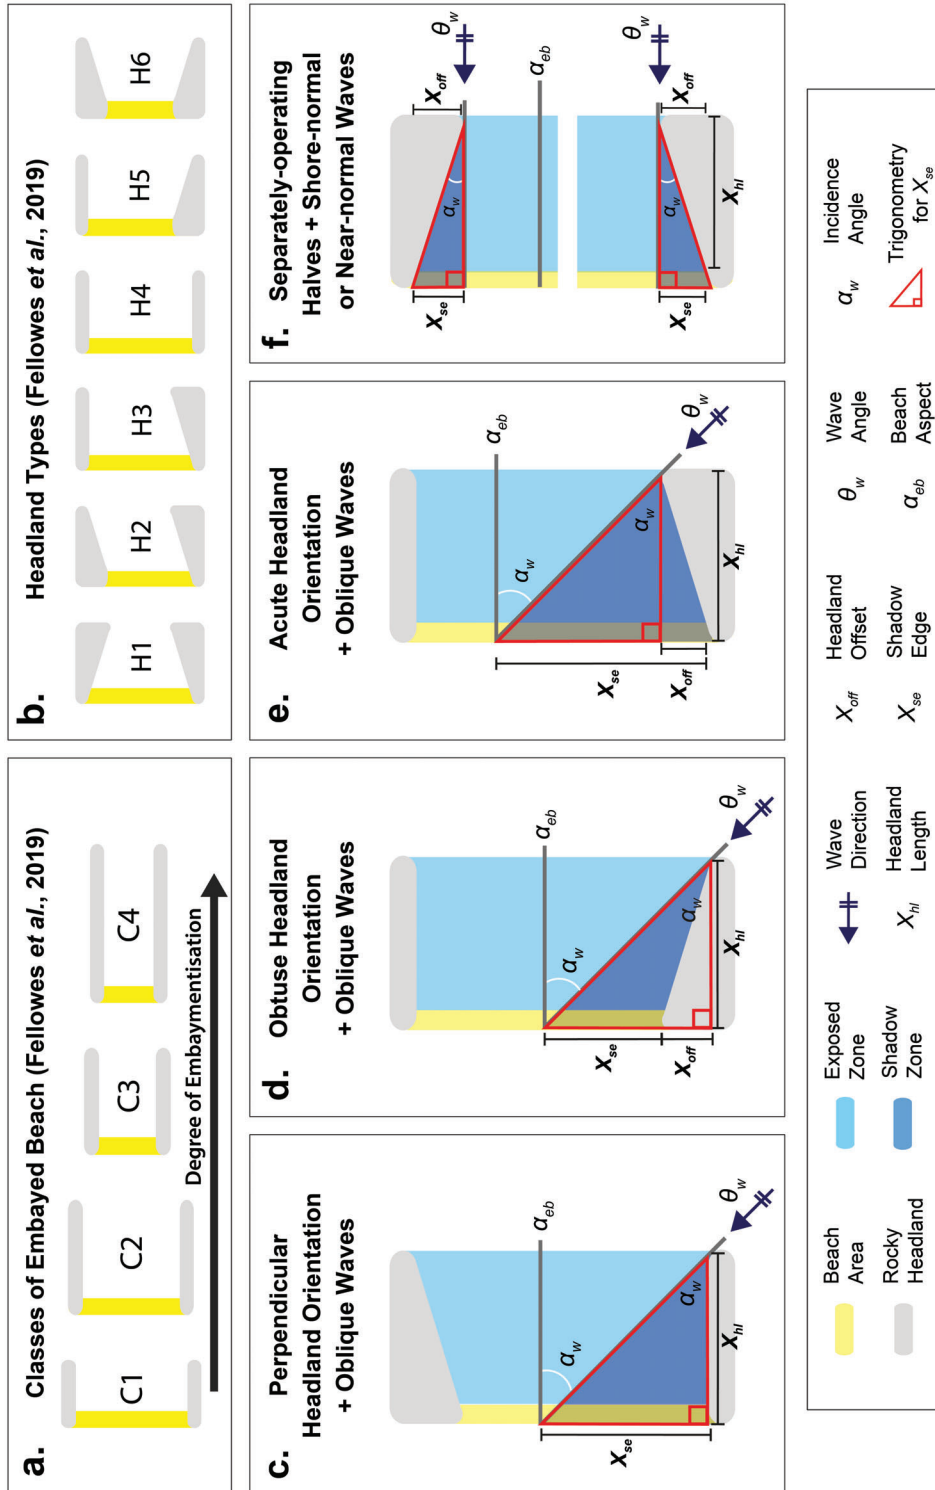 a. Classes of Embayed Beach (Fellowes et al., 2019)
C1
C2
C3
C4
Degree of Embaymentisation
b. Headland Types (Fellowes et al., 2019)
H1
H2
H3
H4
H5
H6
c. Perpendicular
Headland Orientation
+ Oblique Waves
α_eb
α_w
α_w
θ_w
X_se
X_hl
d. Obtuse Headland
Orientation
+ Oblique Waves
α_eb
α_w
α_w
θ_w
X_se
X_off
X_hl
e. Acute Headland
Orientation
+ Oblique Waves
α_eb
α_w
α_w
θ_w
X_se
X_off
X_hl
f. Separately-operating
Halves + Shore-normal
or Near-normal Waves
θ_w
X_off
α_w
X_se
α_eb
θ_w
X_off
α_w
X_se
X_hl
Beach
Area
Exposed
Zone
Wave
Direction
X_off Headland
Offset
θ_w Wave
Angle
α_w Incidence
Angle
Rocky
Headland
Shadow
Zone
X_hl Headland
Length
X_se Shadow
Edge
α_eb Beach
Aspect
Trigonometry
for X_se